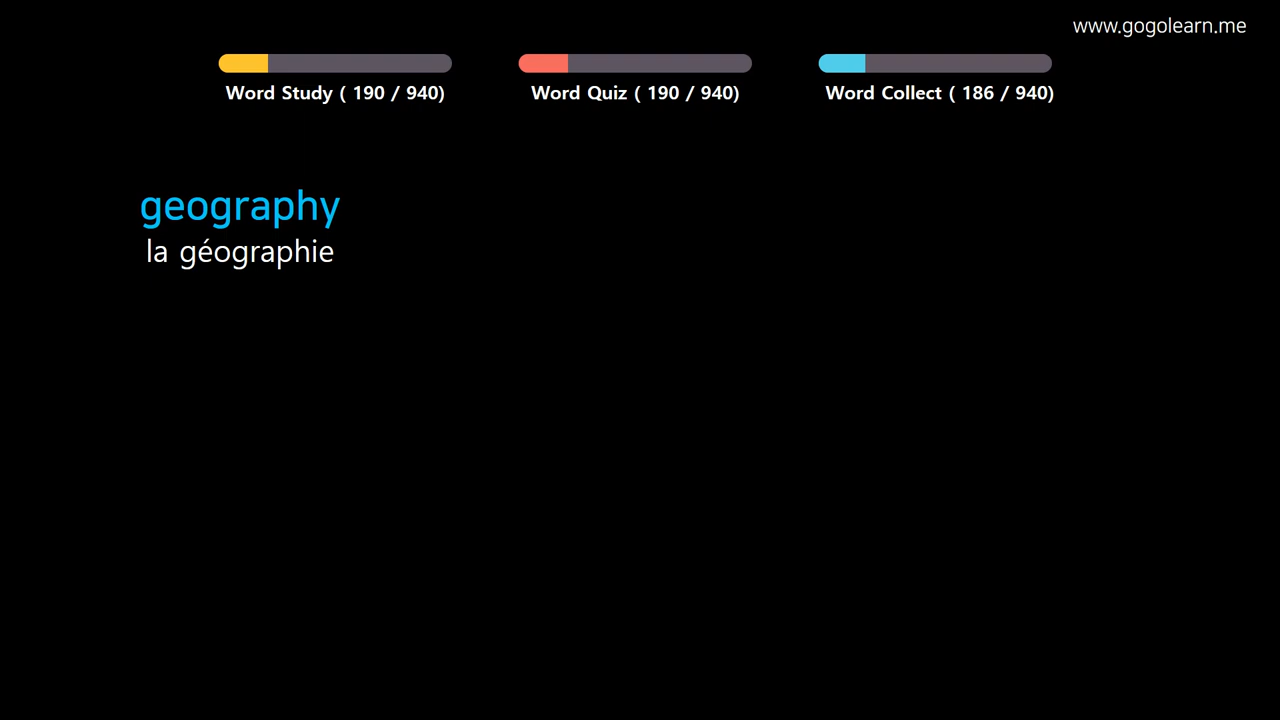 www.gogolearn.me
Word Study ( 190 / 940)
Word Quiz ( 190 / 940)
Word Collect ( 186 / 940)
geography
la géographie